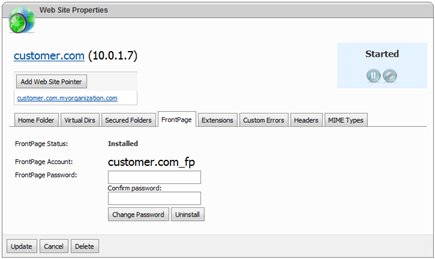 Web Site Properties
customer.com (10.0.1.7)
Started
Add Web Site Pointer
customer.com.myorganization.com
Home Folder Virtual Dirs Secured Folders FrontPage Extensions Custom Errors Headers MIME Types
FrontPage Status: Installed
FrontPage Account: customer.com_fp
FrontPage Password:
Confirm password:
Change Password Uninstall
Update Cancel Delete